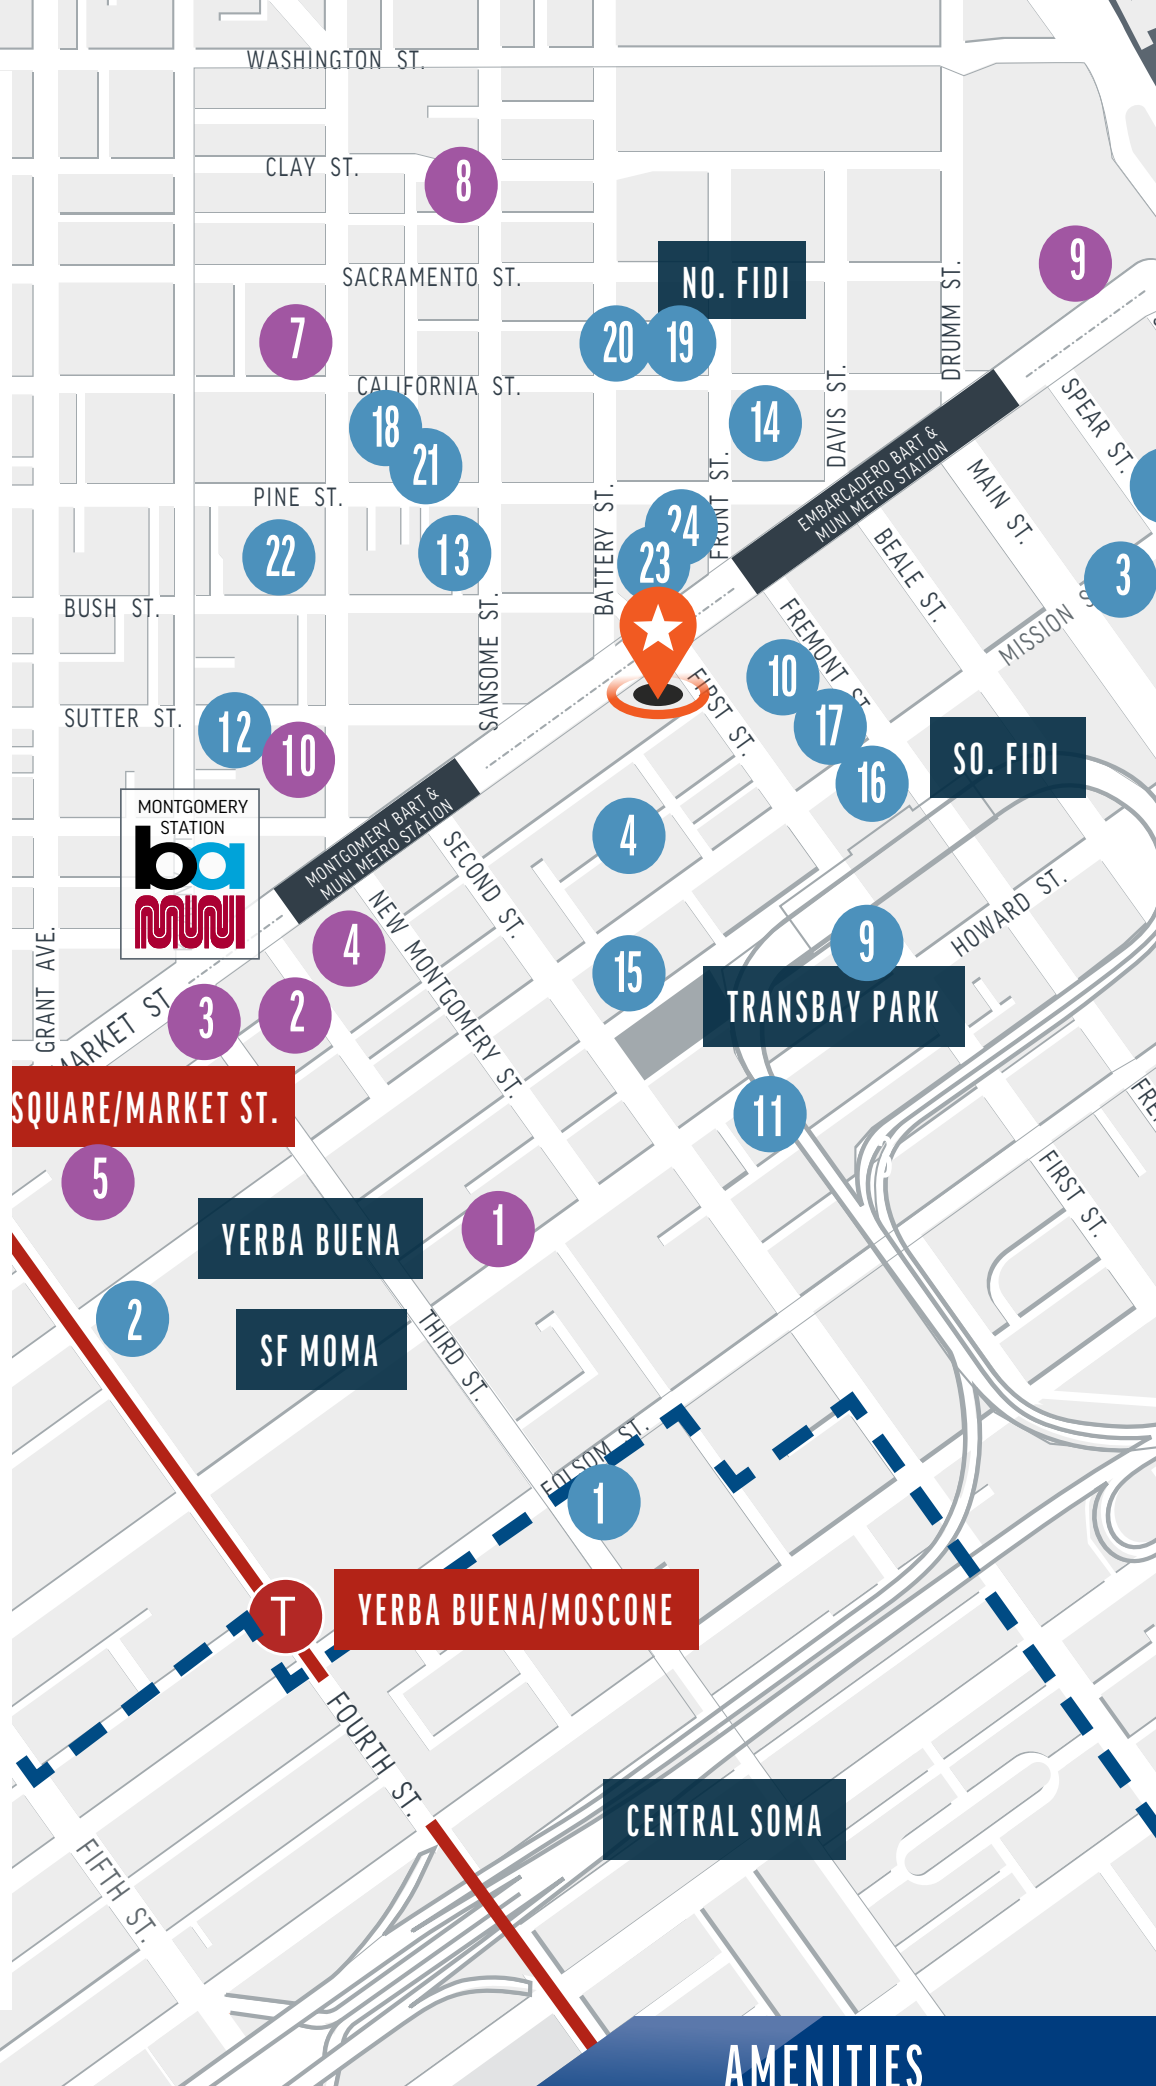 WASHINGTON ST.
CLAY ST.
8
9
SACRAMENTO ST.
NO. FIDI
DRUMM ST.
7
20
19
CALIFORNIA ST.
18
14
DAVIS ST.
SPEAR ST.
21
EMBARCADERO BART &
MUNI METRO STATION
MAIN ST.
PINE ST.
BATTERY ST.
FRONT ST.
24
22
13
23
BEALE ST.
3
BUSH ST.
MISSION
FREMONT ST.
SANSOME ST.
10
FIRST ST.
SUTTER ST.
12
10
17
SO. FIDI
16
MONTGOMERY
STATION
ba
MUNI
MONTGOMERY BART &
MUNI METRO STATION
4
SECOND ST.
NEW MONTGOMERY ST.
HOWARD ST.
GRANT AVE.
4
9
15
MARKET ST
3
2
TRANSBAY PARK
SQUARE/MARKET ST.
11
FRE
5
FIRST ST.
YERBA BUENA
1
2
SF MOMA
THIRD ST.
FOLSOM ST.
1
T
YERBA BUENA/MOSCONE
FOURTH ST.
CENTRAL SOMA
FIFTH ST.
AMENITIES